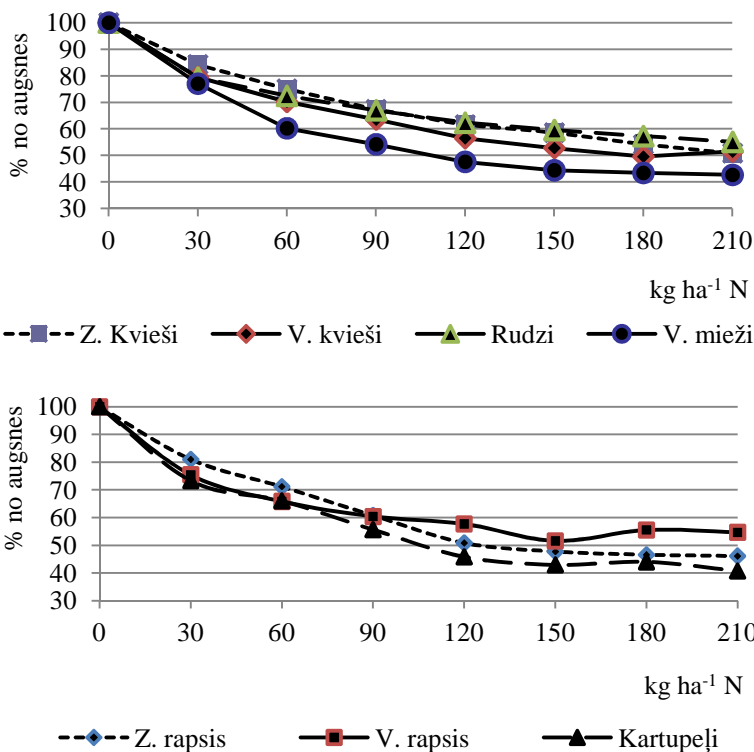 % no augsnes
100
90
80
70
60
50
40
30
0 30 60 90 120 150 180 210
kg ha⁻¹ N
Z. Kvieši V. kvieši Rudzi V. mieži
% no augsnes
100
90
80
70
60
50
40
30
0 30 60 90 120 150 180 210
kg ha⁻¹ N
Z. rapsis V. rapsis Kartupeļi